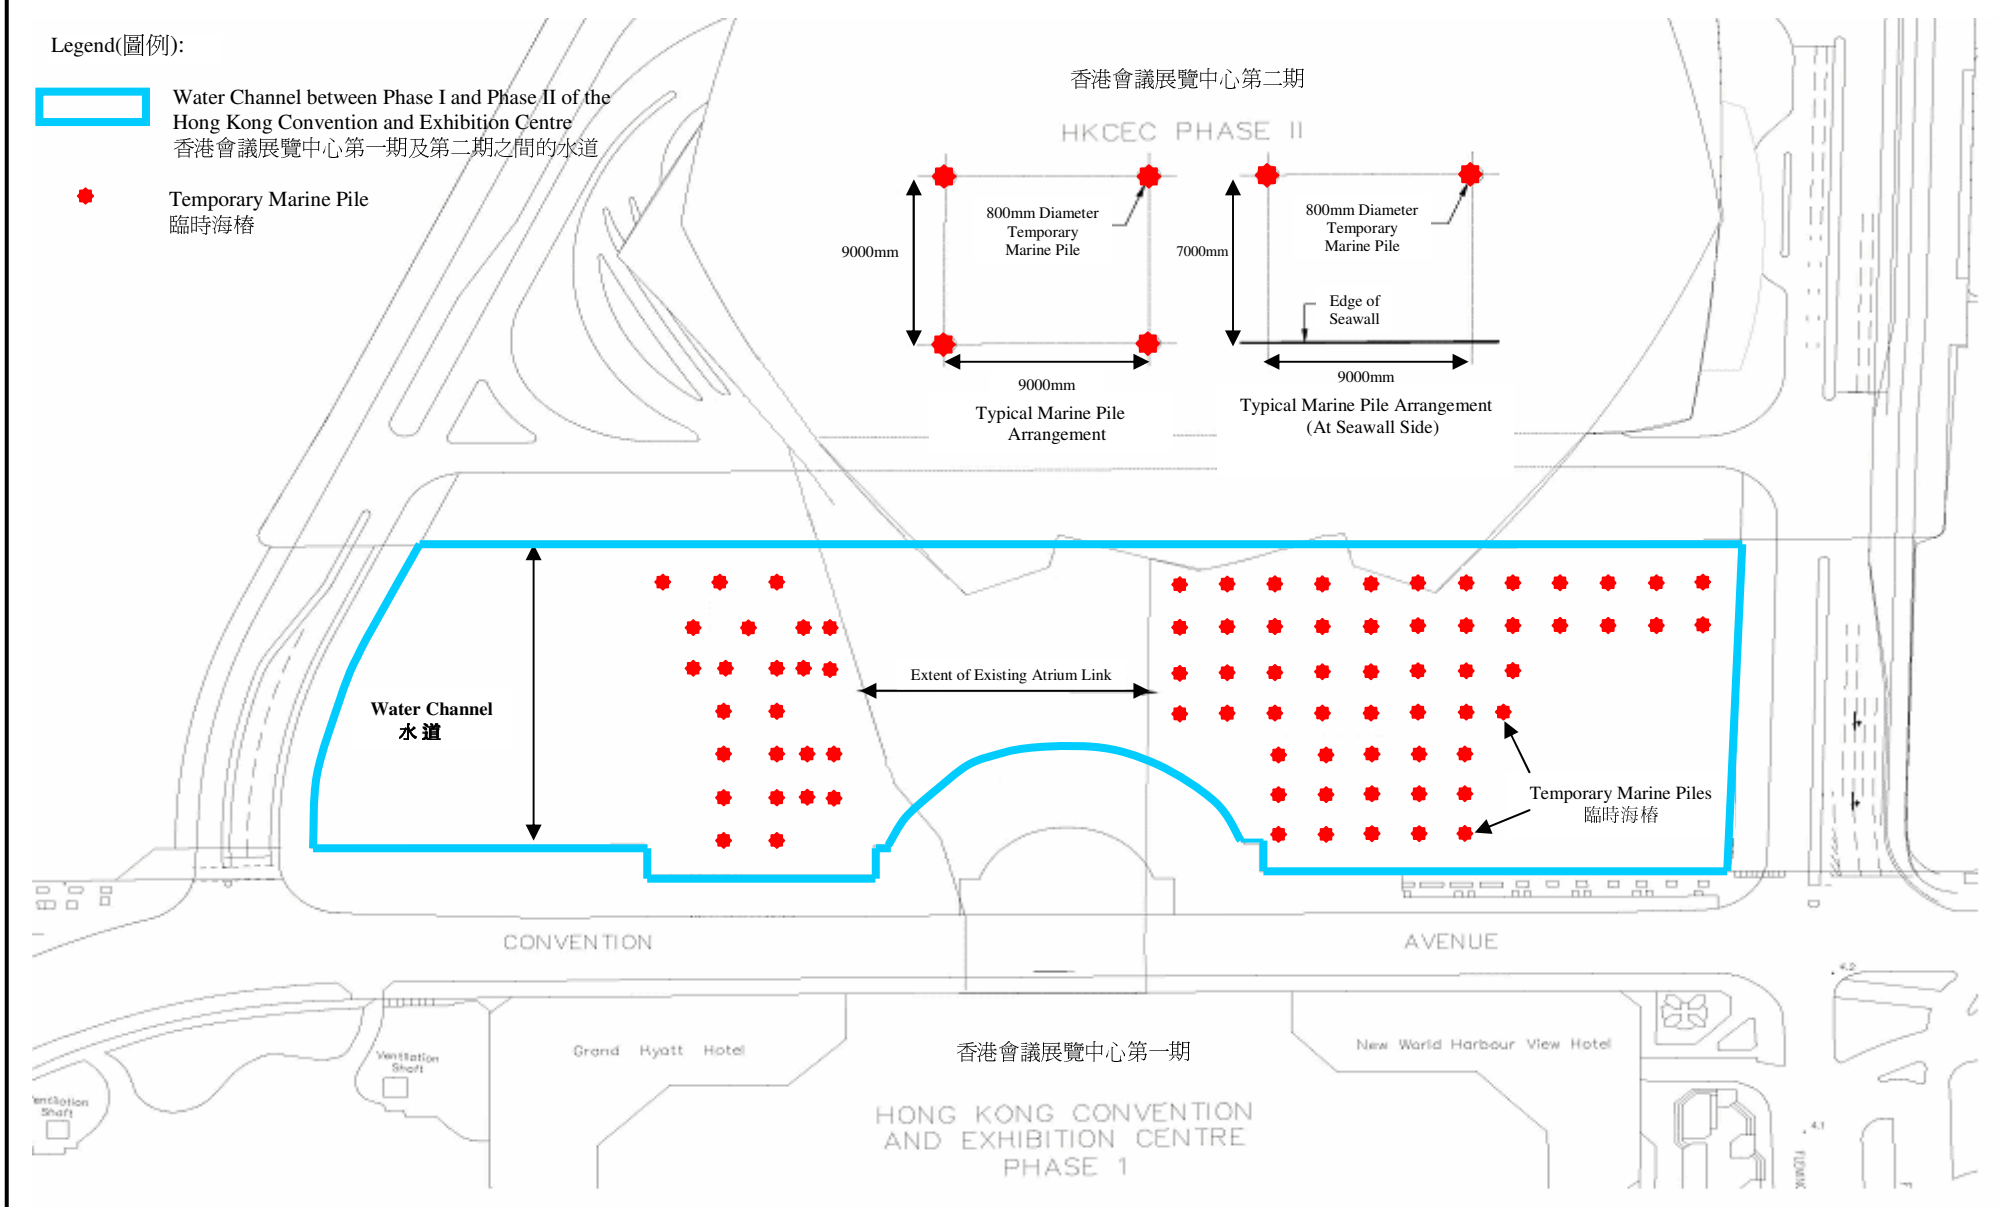 Legend(圖例):
Water Channel between Phase I and Phase II of the
Hong Kong Convention and Exhibition Centre
香港會議展覽中心第一期及第二期之間的水道
Temporary Marine Pile
臨時海樁
香港會議展覽中心第二期
HKCEC PHASE II
800mm Diameter
Temporary
Marine Pile
9000mm
9000mm
Typical Marine Pile
Arrangement
800mm Diameter
Temporary
Marine Pile
7000mm
Edge of
Seawall
9000mm
Typical Marine Pile Arrangement
(At Seawall Side)
Extent of Existing Atrium Link
Water Channel
水道
Temporary Marine Piles
臨時海樁
CONVENTION AVENUE
4.2
Ventilation
Shaft
Grand Hyatt Hotel
香港會議展覽中心第一期
New World Harbour View Hotel
Ventilation
Shaft
HONG KONG CONVENTION
AND EXHIBITION CENTRE
PHASE 1
4.1